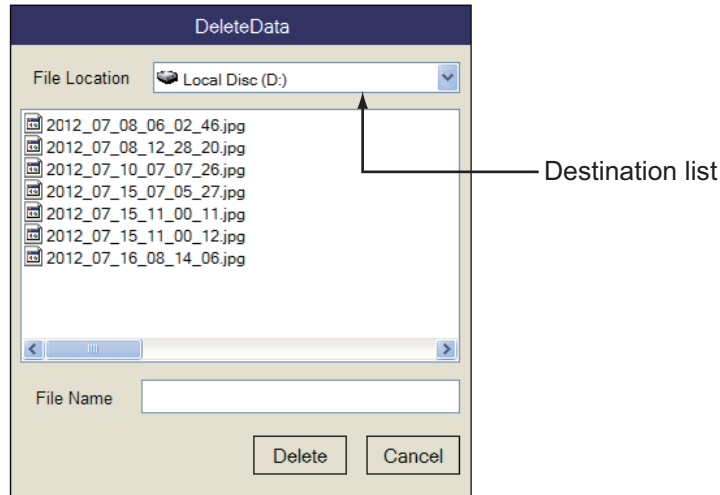 DeleteData
File Location Local Disc (D:)
2012_07_08_06_02_46.jpg
2012_07_08_12_28_20.jpg
2012_07_10_07_07_26.jpg
2012_07_15_07_05_27.jpg
2012_07_15_11_00_11.jpg
2012_07_15_11_00_12.jpg
2012_07_16_08_14_06.jpg
Destination list
File Name
Delete Cancel